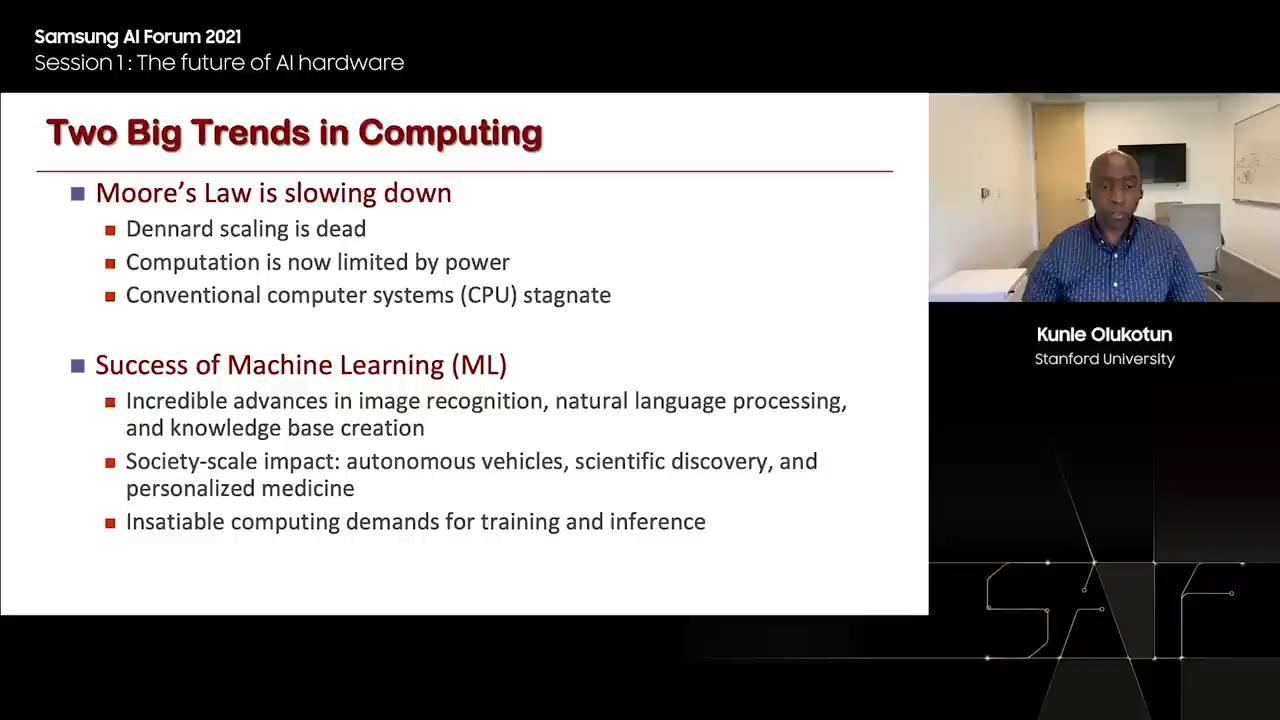 Samsung AI Forum 2021
Session 1 : The future of AI hardware
Two Big Trends in Computing
Moore's Law is slowing down
Dennard scaling is dead
Computation is now limited by power
Conventional computer systems (CPU) stagnate
Success of Machine Learning (ML)
Incredible advances in image recognition, natural language processing,
and knowledge base creation
Society-scale impact: autonomous vehicles, scientific discovery, and
personalized medicine
Insatiable computing demands for training and inference
Kunle Olukotun
Stanford University
SAIF